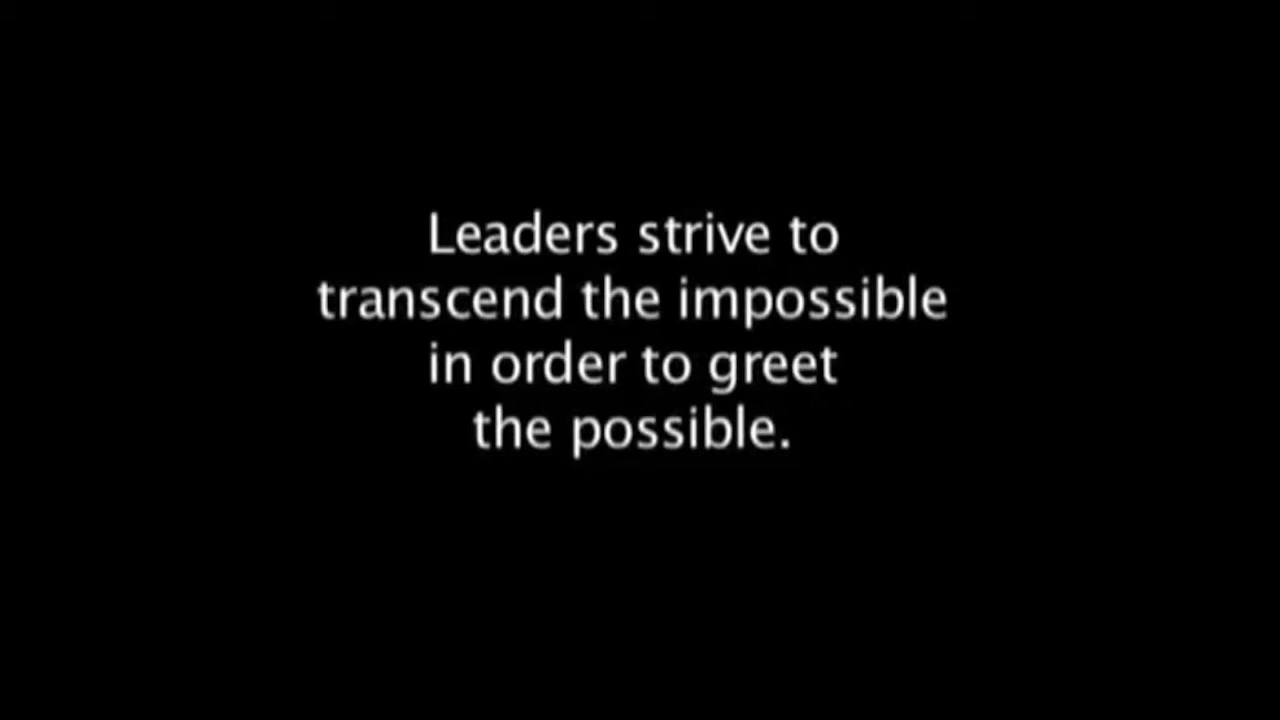 Leaders strive to
transcend the impossible
in order to greet
the possible.